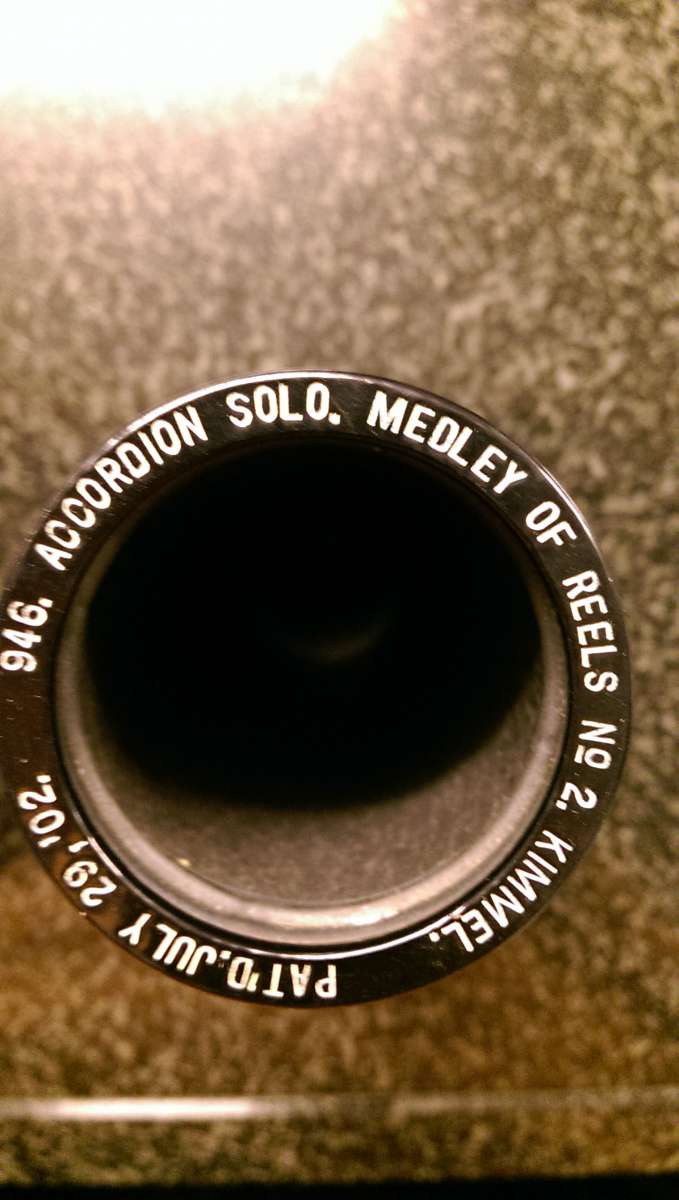 946. ACCORDION SOLO. MEDLEY OF REELS Nº 2. KIMMEL.
PAT'D. JULY 29, '02.